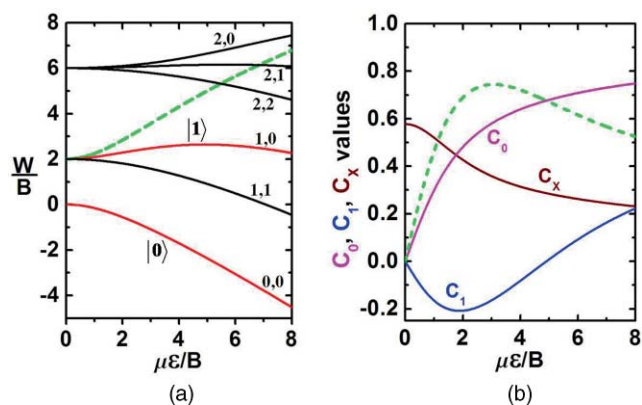 8
6
4
2
0
-2
-4
W
B
2,0
2,1
2,2
|1⟩
1,0
1,1
|0⟩
0,0
0 2 4 6 8
με/B
(a)
1.0
0.8
0.6
0.4
0.2
0.0
-0.2
C₀, C₁, Cₓ values
C₀
Cₓ
C₁
0 2 4 6 8
με/B
(b)